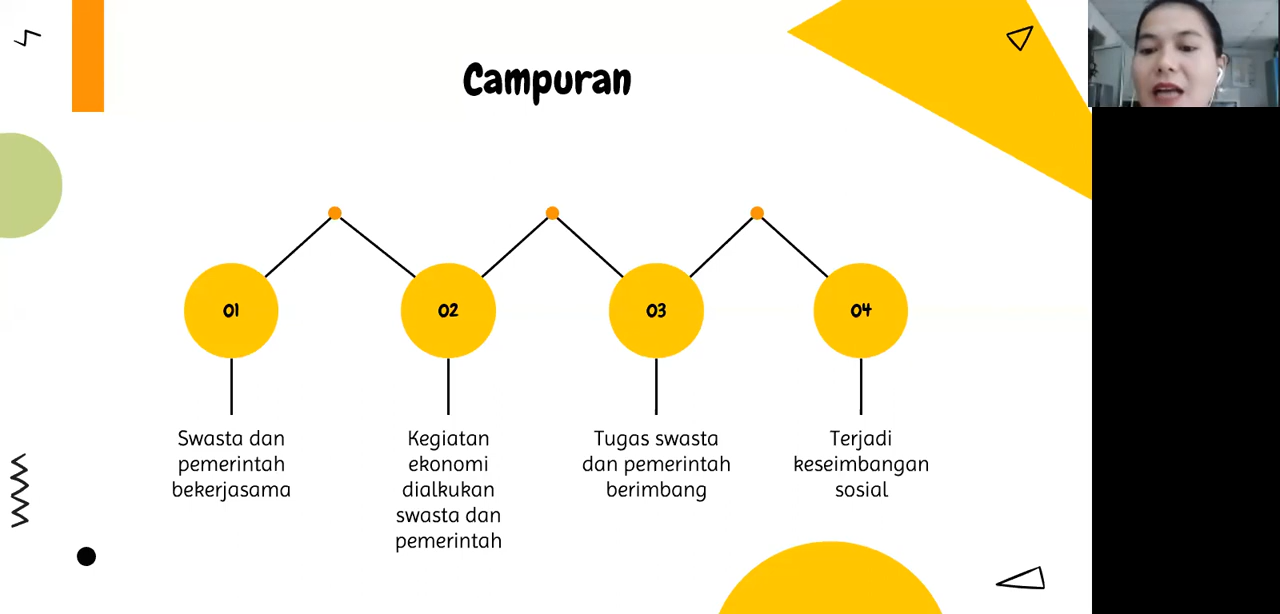 Campuran
01
02
03
04
Swasta dan
pemerintah
bekerjasama
Kegiatan
ekonomi
dialkukan
swasta dan
pemerintah
Tugas swasta
dan pemerintah
berimbang
Terjadi
keseimbangan
sosial